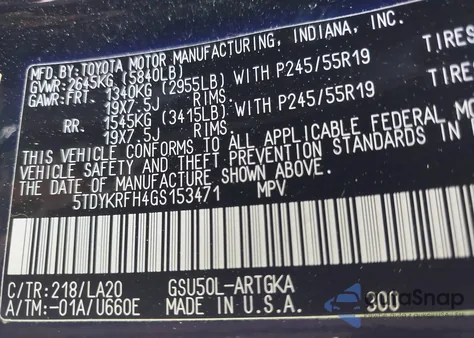 MFD.BY:TOYOTA MOTOR MANUFACTURING, INDIANA, INC.
GVWR:2645KG (5840LB)
GAWR:FRT. 1340KG (2955LB) WITH P245/55R19 TIRES
19X7.5J RIMS.
RR. 1545KG (3415LB) WITH P245/55R19 TIRES
19X7.5J RIMS.
THIS VEHICLE CONFORMS TO ALL APPLICABLE FEDERAL
VEHICLE SAFETY AND THEFT PREVENTION STANDARDS IN
THE DATE OF MANUFACTURE SHOWN ABOVE.
5TDYKRFH4GS153471 MPV
C/TR:218/LA20 GSU50L-ARTGKA
A/TM:-01A/U660E MADE IN U.S.A. 300